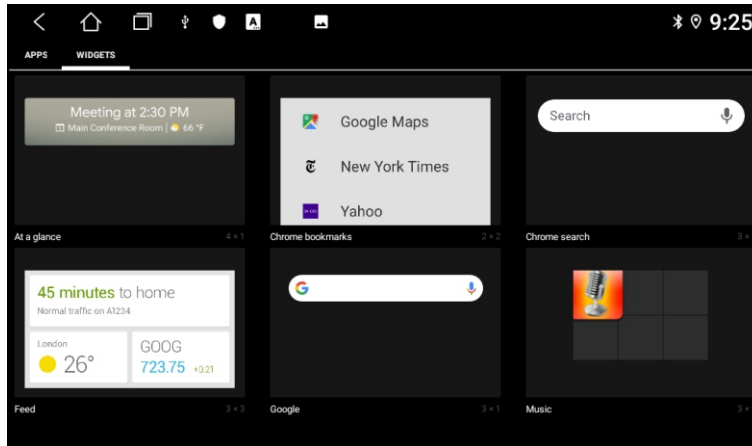 9:25
APPS WIDGETS
Meeting at 2:30 PM
Main Conference Room | 66 °F
At a glance 4 × 1
Google Maps
New York Times
Yahoo
Chrome bookmarks 2 × 2
Search
Chrome search 3 ×
45 minutes to home
Normal traffic on A1234
London
26°
GOOG
723.75 +0.21
Feed 3 × 3
G
Google 3 × 1
Music 3 ×